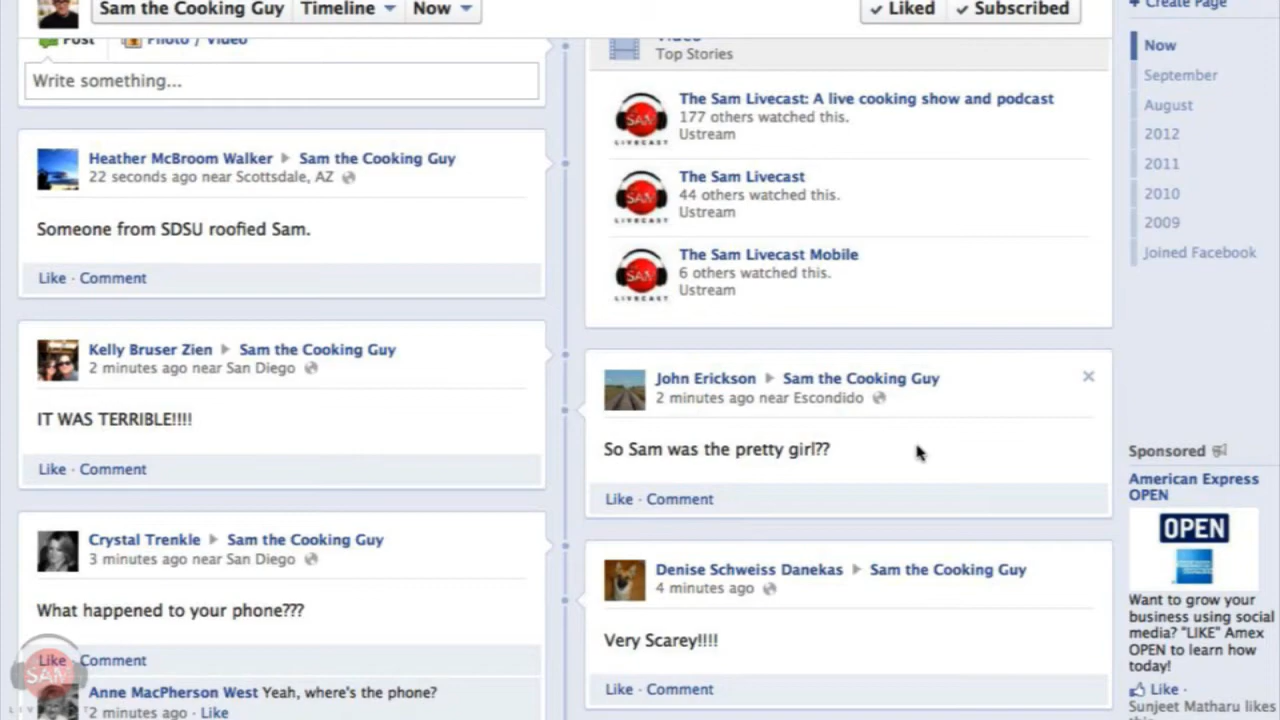 Sam the Cooking Guy
Timeline
Now
Liked
Subscribed
+ Create Page
Post
Photo / Video
Write something...
Heather McBroom Walker ▶ Sam the Cooking Guy
22 seconds ago near Scottsdale, AZ
Someone from SDSU roofied Sam.
Like · Comment
Kelly Bruser Zien ▶ Sam the Cooking Guy
2 minutes ago near San Diego
IT WAS TERRIBLE!!!!
Like · Comment
Crystal Trenkle ▶ Sam the Cooking Guy
3 minutes ago near San Diego
What happened to your phone???
Like · Comment
Anne MacPherson West Yeah, where's the phone?
2 minutes ago · Like
Video
Top Stories
SAM
LIVECAST
The Sam Livecast: A live cooking show and podcast
177 others watched this.
Ustream
SAM
LIVECAST
The Sam Livecast
44 others watched this.
Ustream
SAM
LIVECAST
The Sam Livecast Mobile
6 others watched this.
Ustream
John Erickson ▶ Sam the Cooking Guy
2 minutes ago near Escondido
So Sam was the pretty girl??
Like · Comment
Denise Schweiss Danekas ▶ Sam the Cooking Guy
4 minutes ago
Very Scarey!!!!
Like · Comment
Now
September
August
2012
2011
2010
2009
Joined Facebook
Sponsored
American Express
OPEN
OPEN
Want to grow your
business using social
media? "LIKE" Amex
OPEN to learn how
today!
Like ·
Sunjeet Matharu likes
SAM